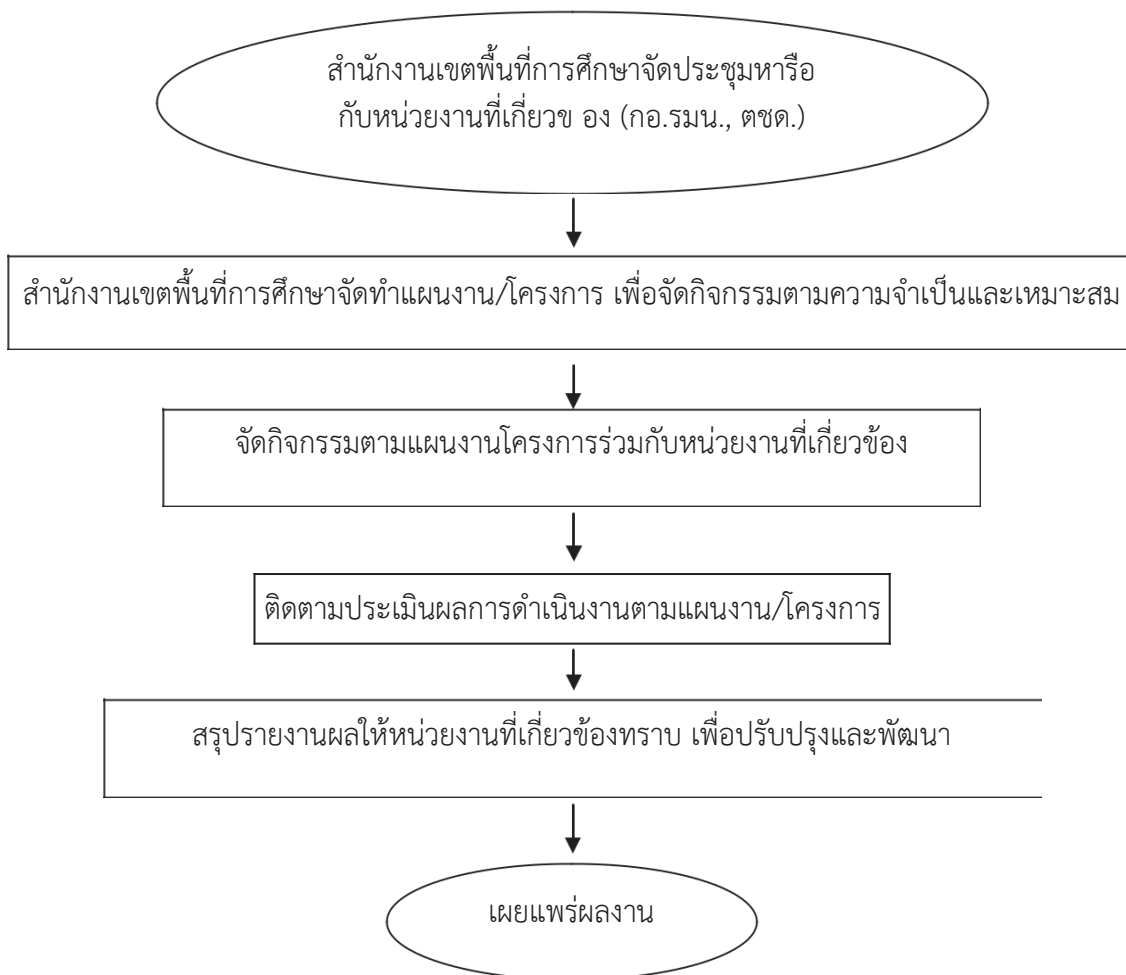 สำนักงานเขตพื้นที่การศึกษาจัดประชุมหารือ
กับหน่วยงานที่เกี่ยวข อง (กอ.รมน., ตชด.)
สำนักงานเขตพื้นที่การศึกษาจัดทำแผนงาน/โครงการ เพื่อจัดกิจกรรมตามความจำเป็นและเหมาะสม
จัดกิจกรรมตามแผนงานโครงการร่วมกับหน่วยงานที่เกี่ยวข้อง
ติดตามประเมินผลการดำเนินงานตามแผนงาน/โครงการ
สรุปรายงานผลให้หน่วยงานที่เกี่ยวข้องทราบ เพื่อปรับปรุงและพัฒนา
เผยแพร่ผลงาน